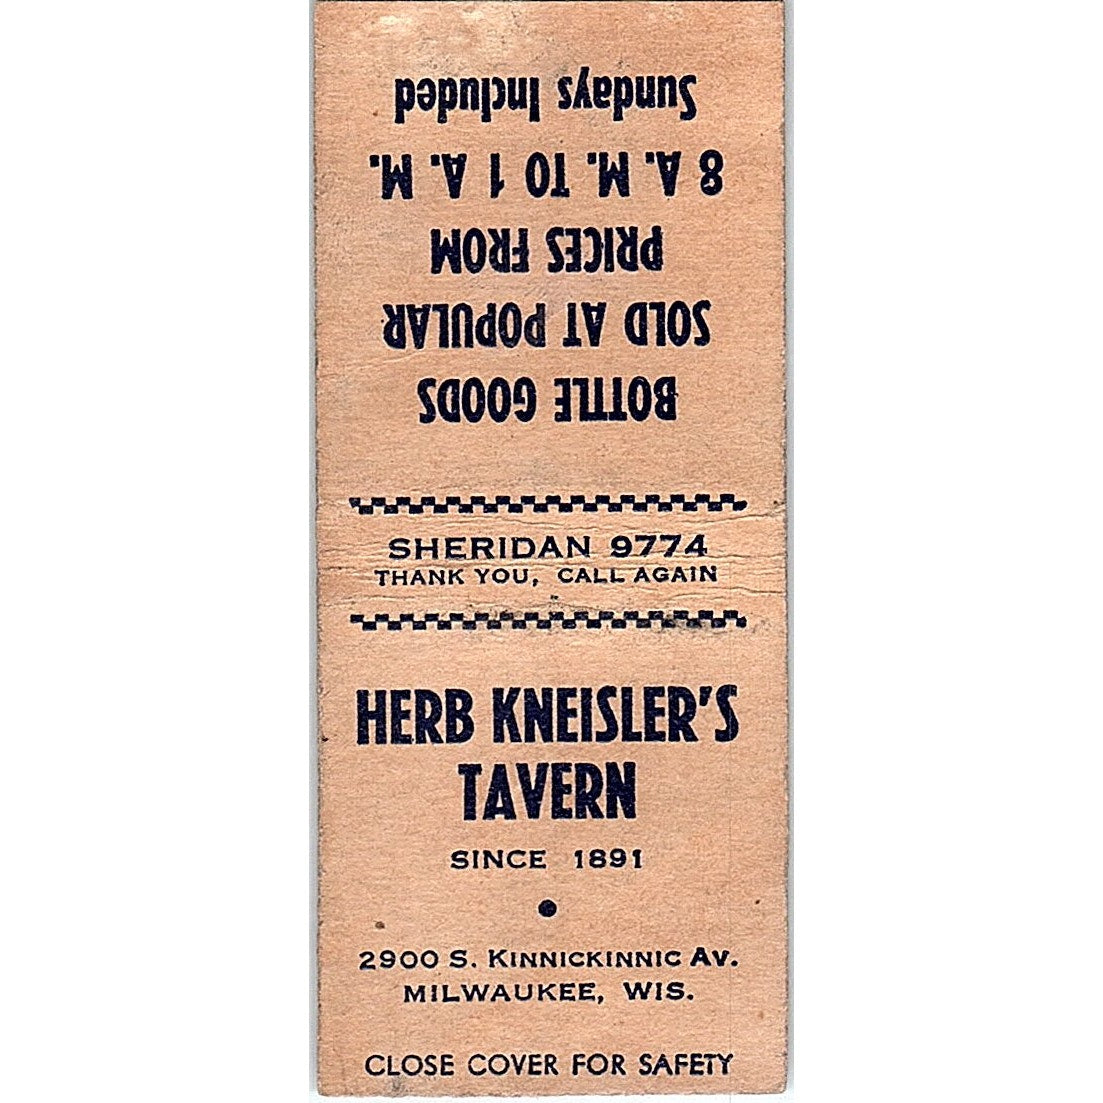 BOTTLE GOODS
SOLD AT POPULAR
PRICES FROM
8 A. M. TO 1 A. M.
Sundays Included
SHERIDAN 9774
THANK YOU, CALL AGAIN
HERB KNEISLER'S
TAVERN
SINCE 1891
2900 S. KINNICKINNIC AV.
MILWAUKEE, WIS.
CLOSE COVER FOR SAFETY